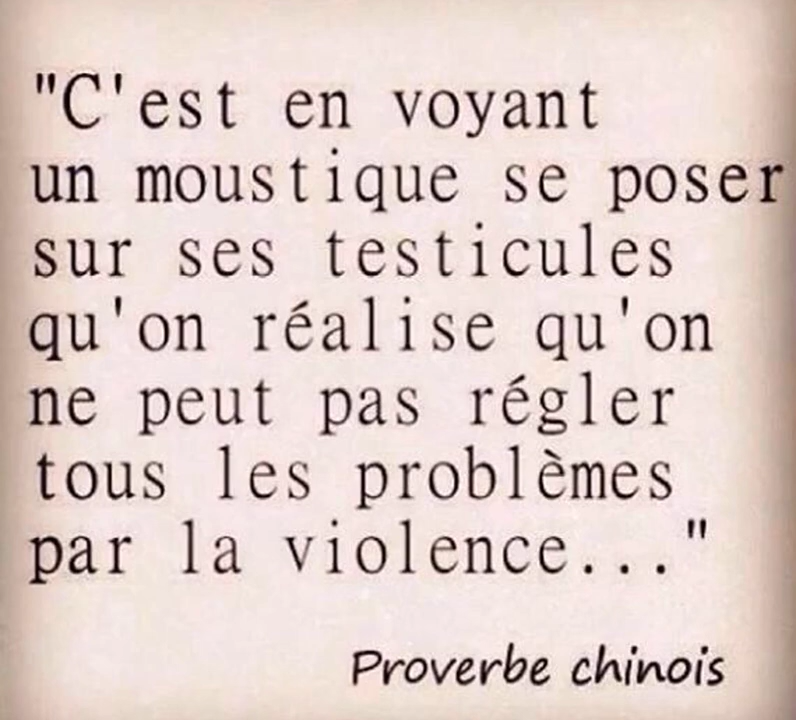 "C'est en voyant
un moustique se poser
sur ses testicules
qu'on réalise qu'on
ne peut pas régler
tous les problèmes
par la violence..."
Proverbe chinois